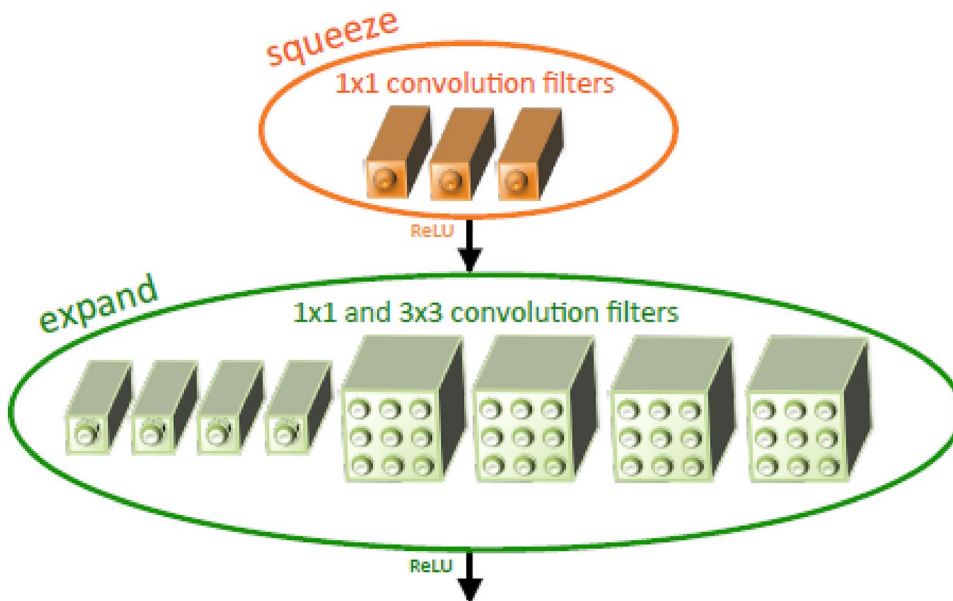 squeeze
1x1 convolution filters
ReLU
expand
1x1 and 3x3 convolution filters
ReLU